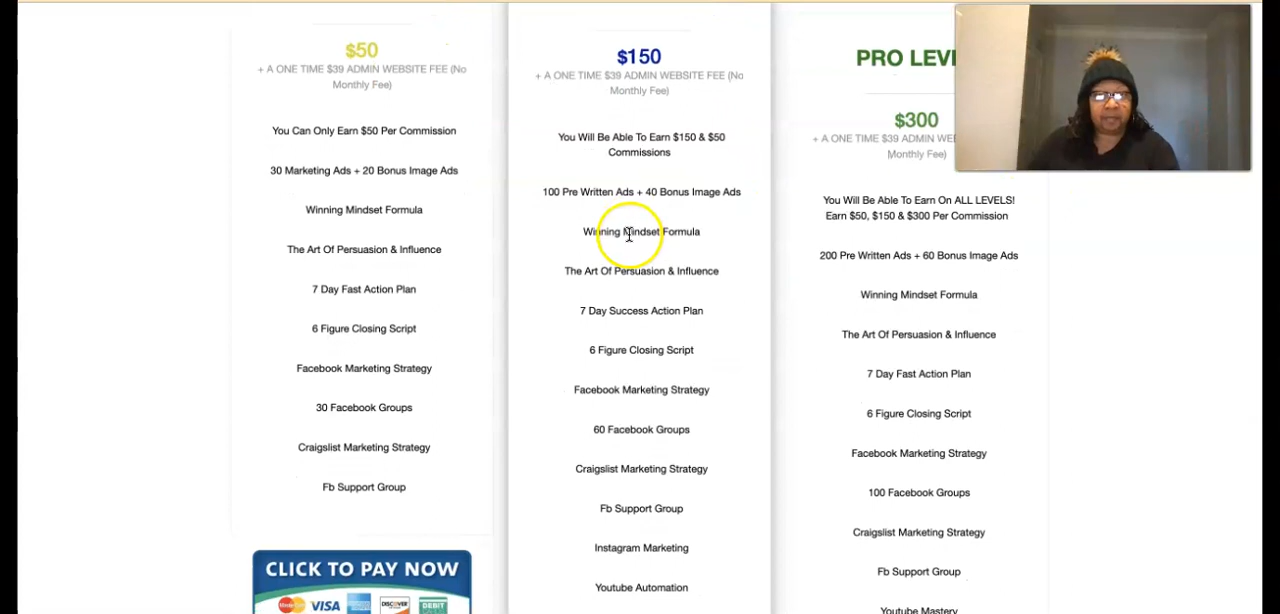 $50
+ A ONE TIME $39 ADMIN WEBSITE FEE (No
Monthly Fee)
You Can Only Earn $50 Per Commission
30 Marketing Ads + 20 Bonus Image Ads
Winning Mindset Formula
The Art Of Persuasion & Influence
7 Day Fast Action Plan
6 Figure Closing Script
Facebook Marketing Strategy
30 Facebook Groups
Craigslist Marketing Strategy
Fb Support Group
CLICK TO PAY NOW
MasterCard VISA AMERICAN EXPRESS DISCOVER DEBIT
$150
+ A ONE TIME $39 ADMIN WEBSITE FEE (No
Monthly Fee)
You Will Be Able To Earn $150 & $50
Commissions
100 Pre Written Ads + 40 Bonus Image Ads
Winning Mindset Formula
The Art Of Persuasion & Influence
7 Day Success Action Plan
6 Figure Closing Script
Facebook Marketing Strategy
60 Facebook Groups
Craigslist Marketing Strategy
Fb Support Group
Instagram Marketing
Youtube Automation
PRO LEV
$300
+ A ONE TIME $39 ADMIN WE
Monthly Fee)
You Will Be Able To Earn On ALL LEVELS!
Earn $50, $150 & $300 Per Commission
200 Pre Written Ads + 60 Bonus Image Ads
Winning Mindset Formula
The Art Of Persuasion & Influence
7 Day Fast Action Plan
6 Figure Closing Script
Facebook Marketing Strategy
100 Facebook Groups
Craigslist Marketing Strategy
Fb Support Group
Youtube Mastery